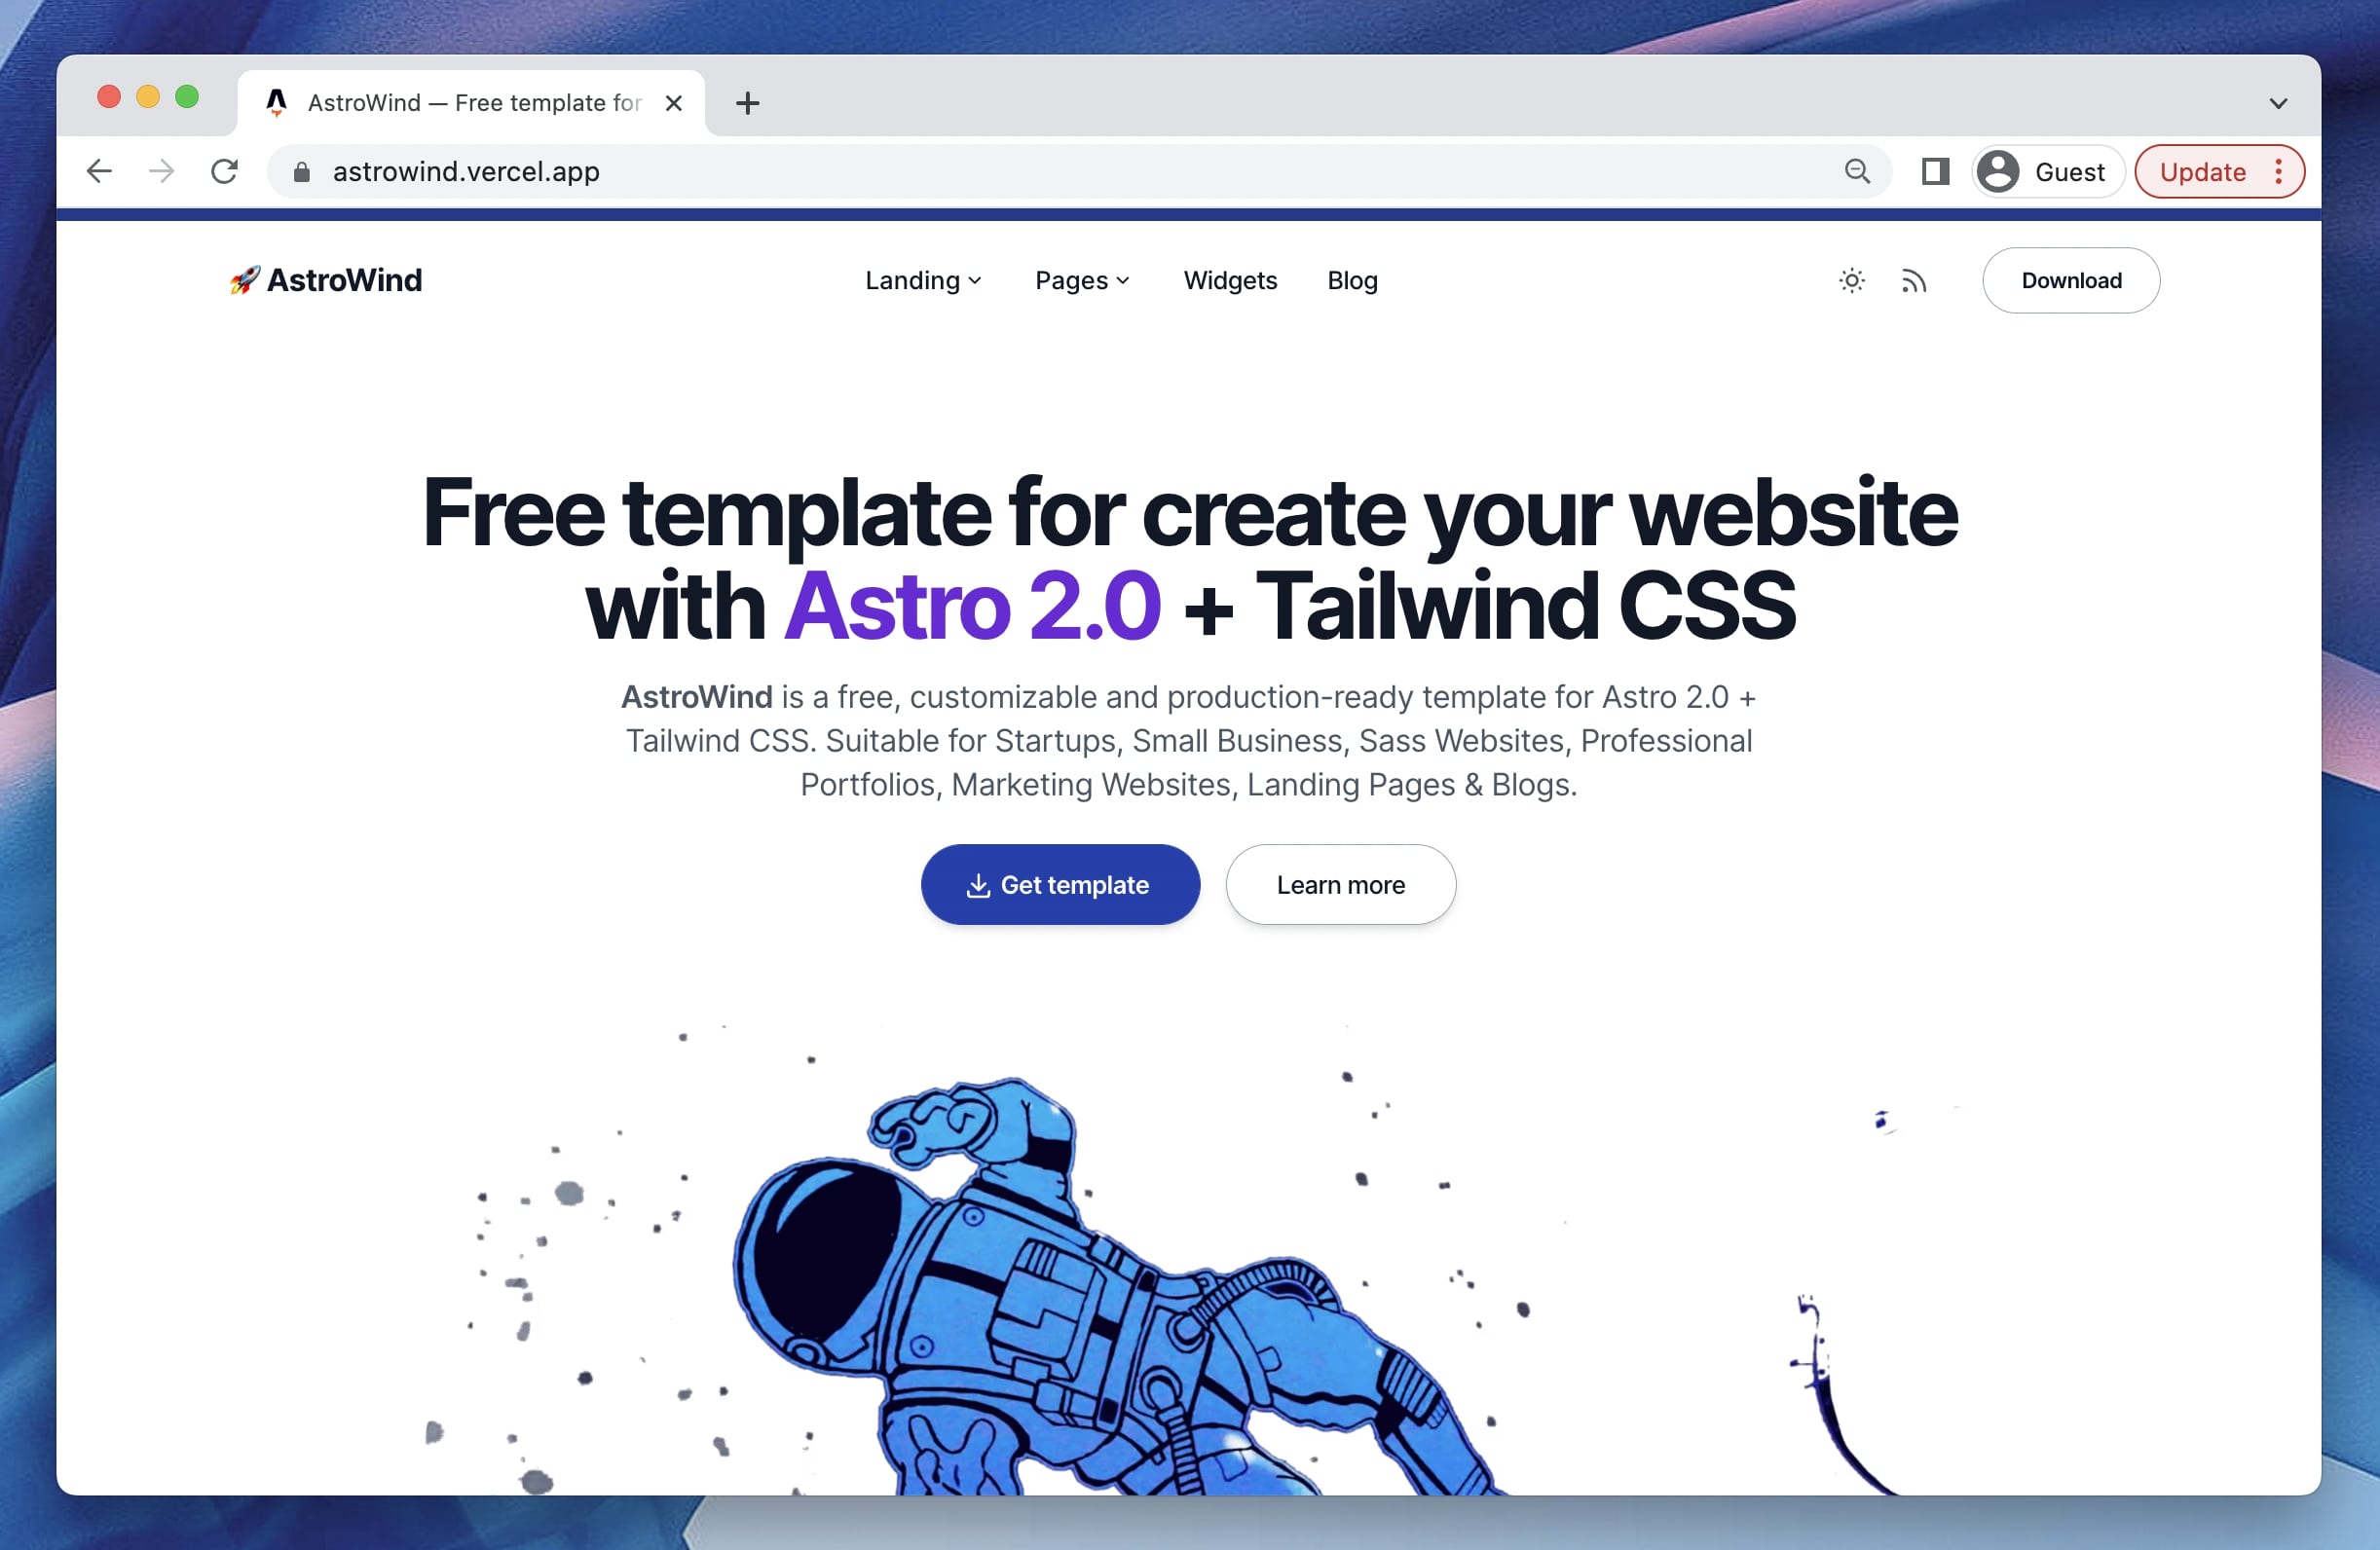 AstroWind — Free template for
astrowind.vercel.app
Guest
Update
AstroWind
Landing
Pages
Widgets
Blog
Download
Free template for create your website
with Astro 2.0 + Tailwind CSS
AstroWind is a free, customizable and production-ready template for Astro 2.0 +
Tailwind CSS. Suitable for Startups, Small Business, Sass Websites, Professional
Portfolios, Marketing Websites, Landing Pages & Blogs.
Get template
Learn more